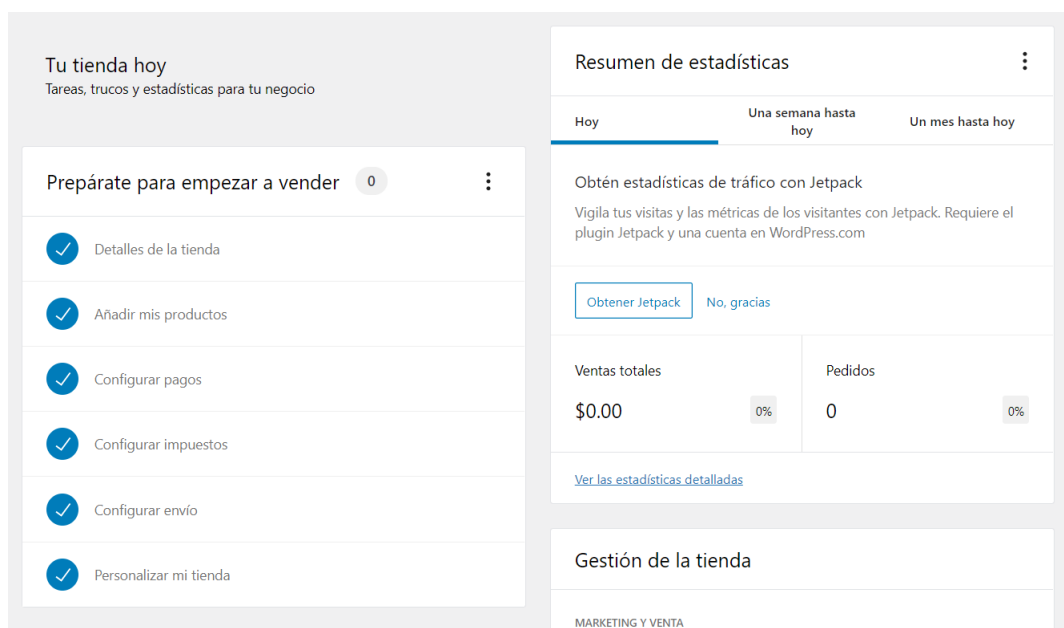 Tu tienda hoy
Tareas, trucos y estadísticas para tu negocio
Prepárate para empezar a vender 0
Detalles de la tienda
Añadir mis productos
Configurar pagos
Configurar impuestos
Configurar envío
Personalizar mi tienda
Resumen de estadísticas
Hoy
Una semana hasta
hoy
Un mes hasta hoy
Obtén estadísticas de tráfico con Jetpack
Vigila tus visitas y las métricas de los visitantes con Jetpack. Requiere el
plugin Jetpack y una cuenta en WordPress.com
Obtener Jetpack No, gracias
Ventas totales
$0.00 0%
Pedidos
0 0%
Ver las estadísticas detalladas
Gestión de la tienda
MARKETING Y VENTA